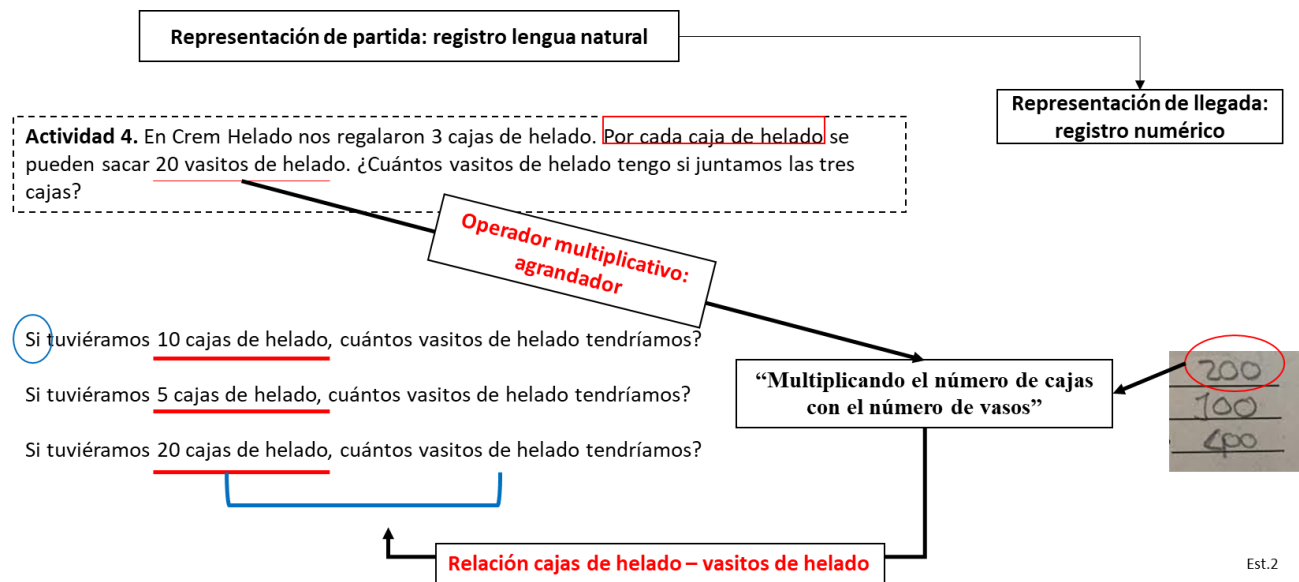 Representación de partida: registro lengua natural
Representación de llegada:
registro numérico
Actividad 4. En Crem Helado nos regalaron 3 cajas de helado. Por cada caja de helado se
pueden sacar 20 vasitos de helado. ¿Cuántos vasitos de helado tengo si juntamos las tres
cajas?
Operador multiplicativo:
agrandador
Si tuviéramos 10 cajas de helado, cuántos vasitos de helado tendríamos?
Si tuviéramos 5 cajas de helado, cuántos vasitos de helado tendríamos?
Si tuviéramos 20 cajas de helado, cuántos vasitos de helado tendríamos?
“Multiplicando el número de cajas
con el número de vasos”
200
100
400
Relación cajas de helado – vasitos de helado
Est.2